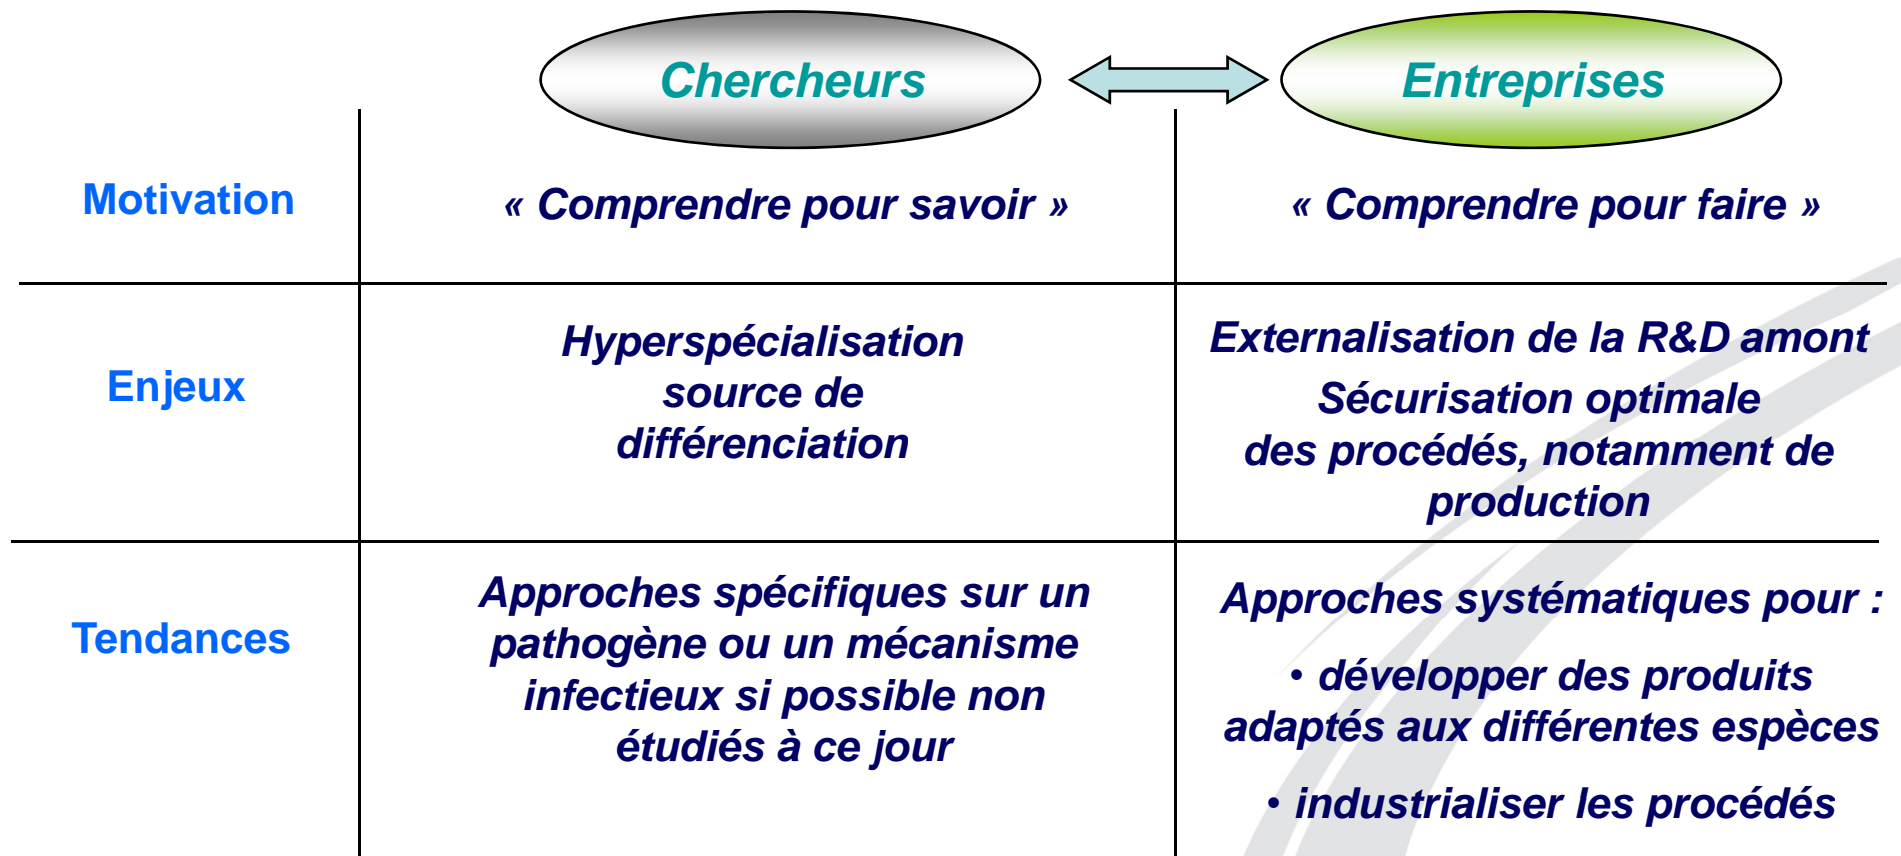 Chercheurs
Entreprises
Motivation
« Comprendre pour savoir »
« Comprendre pour faire »
Enjeux
Hyperspécialisation
source de
différenciation
Externalisation de la R&D amont
Sécurisation optimale
des procédés, notamment de
production
Tendances
Approches spécifiques sur un
pathogène ou un mécanisme
infectieux si possible non
étudiés à ce jour
Approches systématiques pour :
• développer des produits
adaptés aux différentes espèces
• industrialiser les procédés